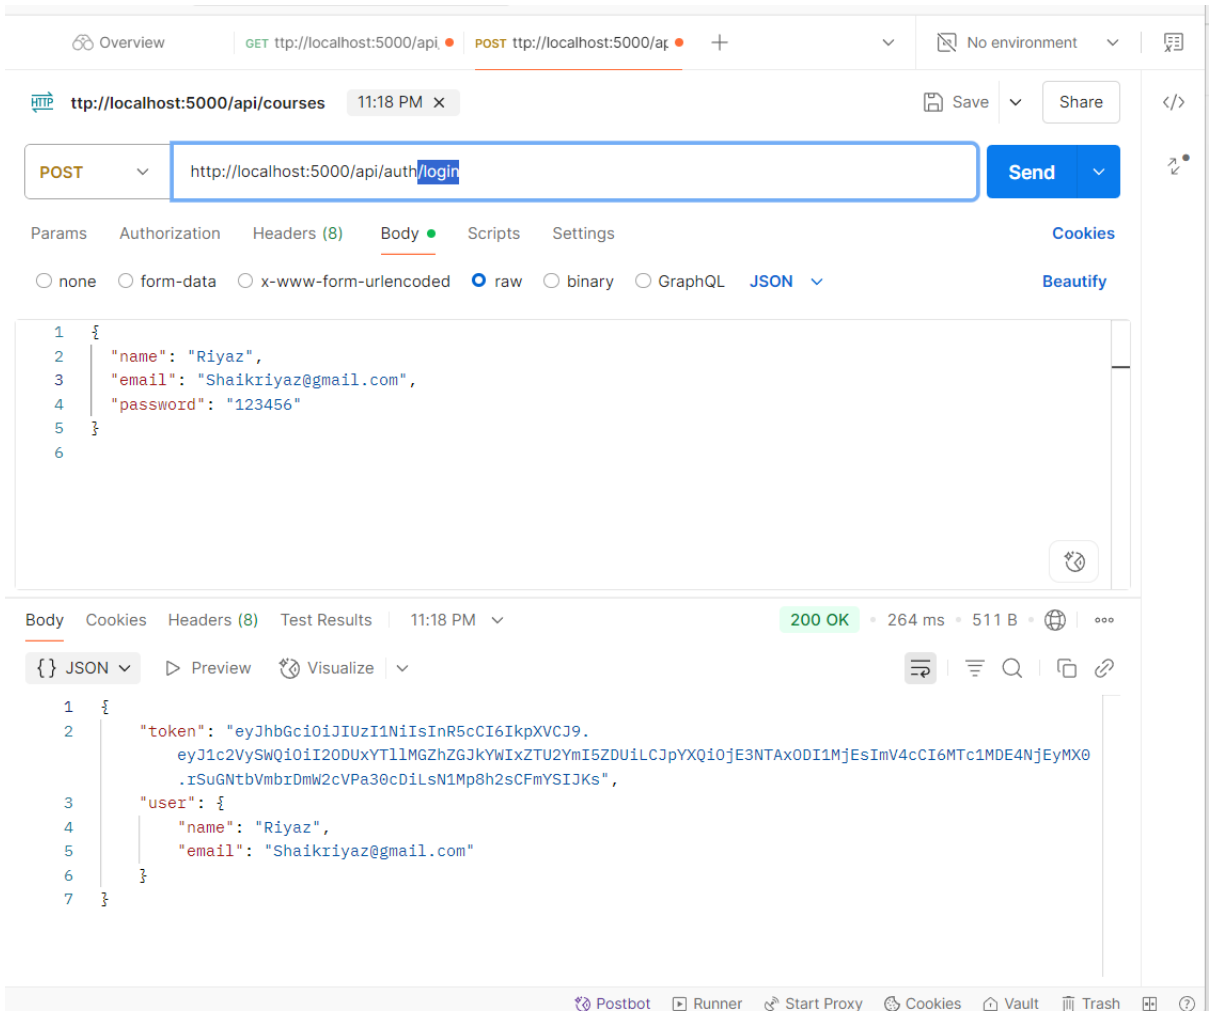 Overview GET ttp://localhost:5000/api, POST ttp://localhost:5000/ap No environment
HTTP ttp://localhost:5000/api/courses 11:18 PM Save Share
POST http://localhost:5000/api/auth/login Send
Params Authorization Headers (8) Body Scripts Settings Cookies
none form-data x-www-form-urlencoded raw binary GraphQL JSON Beautify
1 {
2 "name": "Riyaz",
3 "email": "Shaikriyaz@gmail.com",
4 "password": "123456"
5 }
6
Body Cookies Headers (8) Test Results 11:18 PM 200 OK 264 ms 511 B
{} JSON Preview Visualize
1 {
2 "token": "eyJhbGciOiJIUzI1NiIsInR5cCI6IkpXVCJ9.
eyJ1c2VySWQiOiI2ODUxYTllMGZhZGJkYWIxZTU2YmI5ZDUiLCJpYXQiOjE3NTAxODI1MjEsImV4cCI6MTc1MDE4NjEyMX0
.rSuGNtbVmbrDmW2cVPa30cDiLsN1Mp8h2sCFmYSIJKs",
3 "user": {
4 "name": "Riyaz",
5 "email": "Shaikriyaz@gmail.com"
6 }
7 }
Postbot Runner Start Proxy Cookies Vault Trash